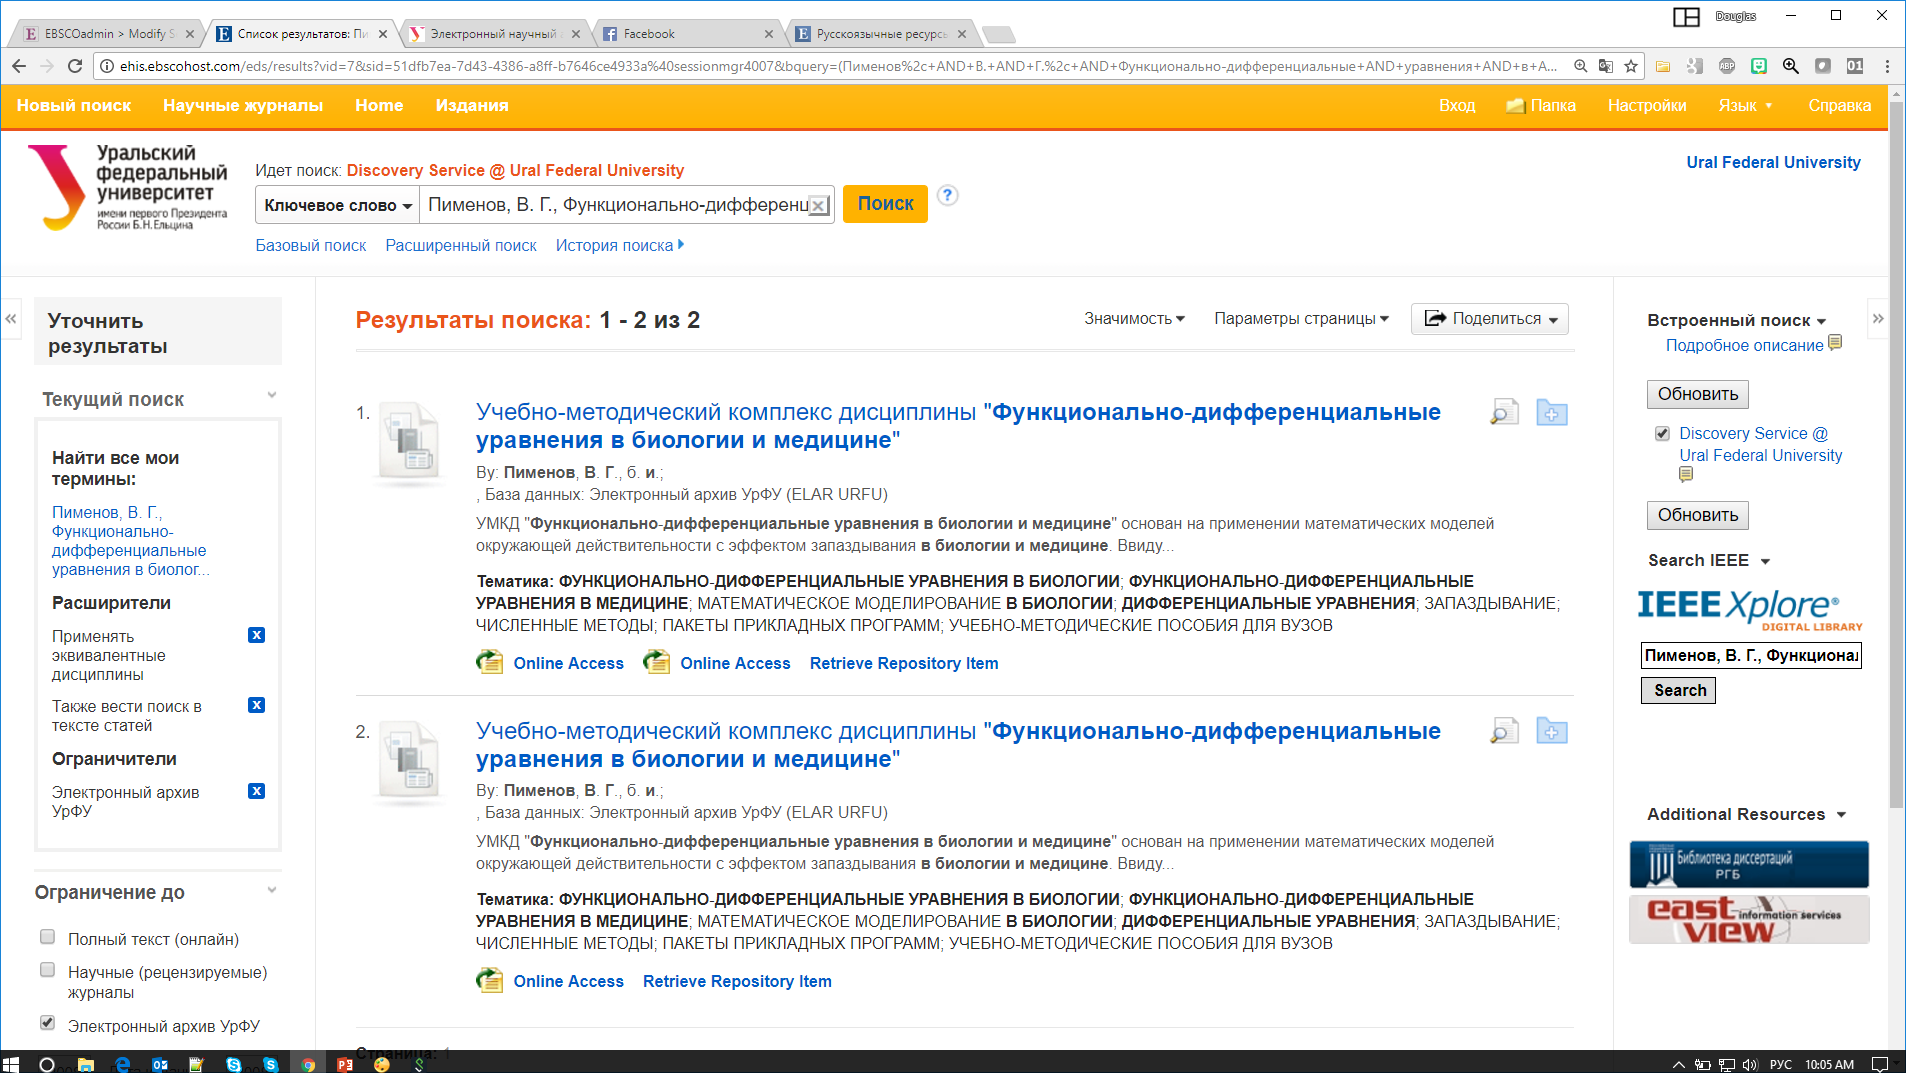 Douglas
EBSCOadmin > Modify S
Список результатов: Пи
Электронный научный
Facebook
Русскоязычные ресурсы
ehis.ebscohost.com/eds/results?vid=7&sid=51dfb7ea-7d43-4386-a8ff-b7646ce4933a%40sessionmgr4007&bquery=(Пименов%2c+AND+В.+AND+Г.%2c+AND+Функционально-дифференциальные+AND+уравнения+AND+в+A...
ABP
01
Новый поиск Научные журналы Home Издания
Вход Папка Настройки Язык Справка
Уральский
федеральный
университет
имени первого Президента
России Б.Н.Ельцина
Идет поиск: Discovery Service @ Ural Federal University
Ural Federal University
Ключевое слово
Пименов, В. Г., Функционально-дифференц
Поиск
?
Базовый поиск Расширенный поиск История поиска
Уточнить
результаты
Текущий поиск
Найти все мои
термины:
Пименов, В. Г.,
Функционально-
дифференциальные
уравнения в биолог...
Расширители
Применять
эквивалентные
дисциплины
x
Также вести поиск в
тексте статей
x
Ограничители
Электронный архив
УрФУ
x
Ограничение до
Полный текст (онлайн)
Научные (рецензируемые)
журналы
Электронный архив УрФУ
Результаты поиска: 1 - 2 из 2
Значимость Параметры страницы Поделиться
1.
Учебно-методический комплекс дисциплины "Функционально-дифференциальные
уравнения в биологии и медицине"
By: Пименов, В. Г., б. и.;
, База данных: Электронный архив УрФУ (ELAR URFU)
УМКД "Функционально-дифференциальные уравнения в биологии и медицине" основан на применении математических моделей
окружающей действительности с эффектом запаздывания в биологии и медицине. Ввиду...
Тематика: ФУНКЦИОНАЛЬНО-ДИФФЕРЕНЦИАЛЬНЫЕ УРАВНЕНИЯ В БИОЛОГИИ; ФУНКЦИОНАЛЬНО-ДИФФЕРЕНЦИАЛЬНЫЕ
УРАВНЕНИЯ В МЕДИЦИНЕ; МАТЕМАТИЧЕСКОЕ МОДЕЛИРОВАНИЕ В БИОЛОГИИ; ДИФФЕРЕНЦИАЛЬНЫЕ УРАВНЕНИЯ; ЗАПАЗДЫВАНИЕ;
ЧИСЛЕННЫЕ МЕТОДЫ; ПАКЕТЫ ПРИКЛАДНЫХ ПРОГРАММ; УЧЕБНО-МЕТОДИЧЕСКИЕ ПОСОБИЯ ДЛЯ ВУЗОВ
Online Access Online Access Retrieve Repository Item
2.
Учебно-методический комплекс дисциплины "Функционально-дифференциальные
уравнения в биологии и медицине"
By: Пименов, В. Г., б. и.;
, База данных: Электронный архив УрФУ (ELAR URFU)
УМКД "Функционально-дифференциальные уравнения в биологии и медицине" основан на применении математических моделей
окружающей действительности с эффектом запаздывания в биологии и медицине. Ввиду...
Тематика: ФУНКЦИОНАЛЬНО-ДИФФЕРЕНЦИАЛЬНЫЕ УРАВНЕНИЯ В БИОЛОГИИ; ФУНКЦИОНАЛЬНО-ДИФФЕРЕНЦИАЛЬНЫЕ
УРАВНЕНИЯ В МЕДИЦИНЕ; МАТЕМАТИЧЕСКОЕ МОДЕЛИРОВАНИЕ В БИОЛОГИИ; ДИФФЕРЕНЦИАЛЬНЫЕ УРАВНЕНИЯ; ЗАПАЗДЫВАНИЕ;
ЧИСЛЕННЫЕ МЕТОДЫ; ПАКЕТЫ ПРИКЛАДНЫХ ПРОГРАММ; УЧЕБНО-МЕТОДИЧЕСКИЕ ПОСОБИЯ ДЛЯ ВУЗОВ
Online Access Retrieve Repository Item
Страница: 1
Встроенный поиск
Подробное описание
Обновить
Discovery Service @
Ural Federal University
Обновить
Search IEEE
IEEE Xplore®
DIGITAL LIBRARY
Пименов, В. Г., Функционал
Search
Additional Resources
Библиотека диссертаций
РГБ
east view information services
РУС 10:05 AM